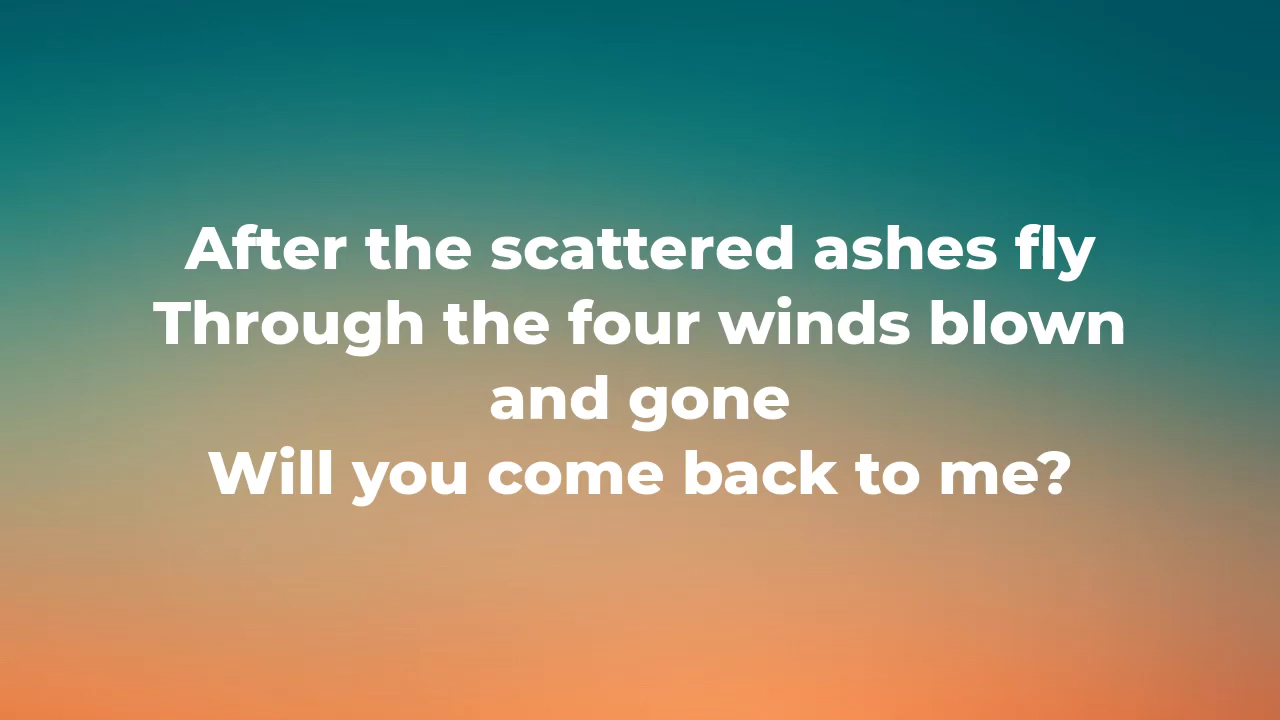 After the scattered ashes fly
Through the four winds blown
and gone
Will you come back to me?